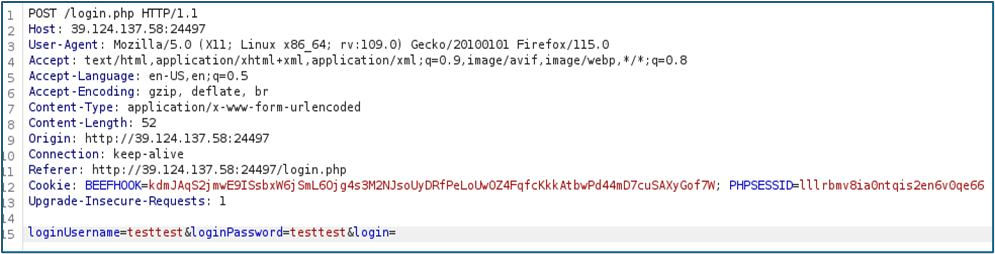 1 POST /login.php HTTP/1.1
2 Host: 39.124.137.58:24497
3 User-Agent: Mozilla/5.0 (X11; Linux x86_64; rv:109.0) Gecko/20100101 Firefox/115.0
4 Accept: text/html,application/xhtml+xml,application/xml;q=0.9,image/avif,image/webp,*/*;q=0.8
5 Accept-Language: en-US,en;q=0.5
6 Accept-Encoding: gzip, deflate, br
7 Content-Type: application/x-www-form-urlencoded
8 Content-Length: 52
9 Origin: http://39.124.137.58:24497
10 Connection: keep-alive
11 Referer: http://39.124.137.58:24497/login.php
12 Cookie: BEEFHOOK=kdmJAqS2jmwE9ISsbxW6jSmL6Ojg4s3M2NJsoUyDRfPeLoUwOZ4FqfcKkkAtbwPd44mD7cuSAXyGof7W; PHPSESSID=lllrbmv8ia0ntqis2en6v0qe66
13 Upgrade-Insecure-Requests: 1
14
15 loginUsername=testtest&loginPassword=testtest&login=